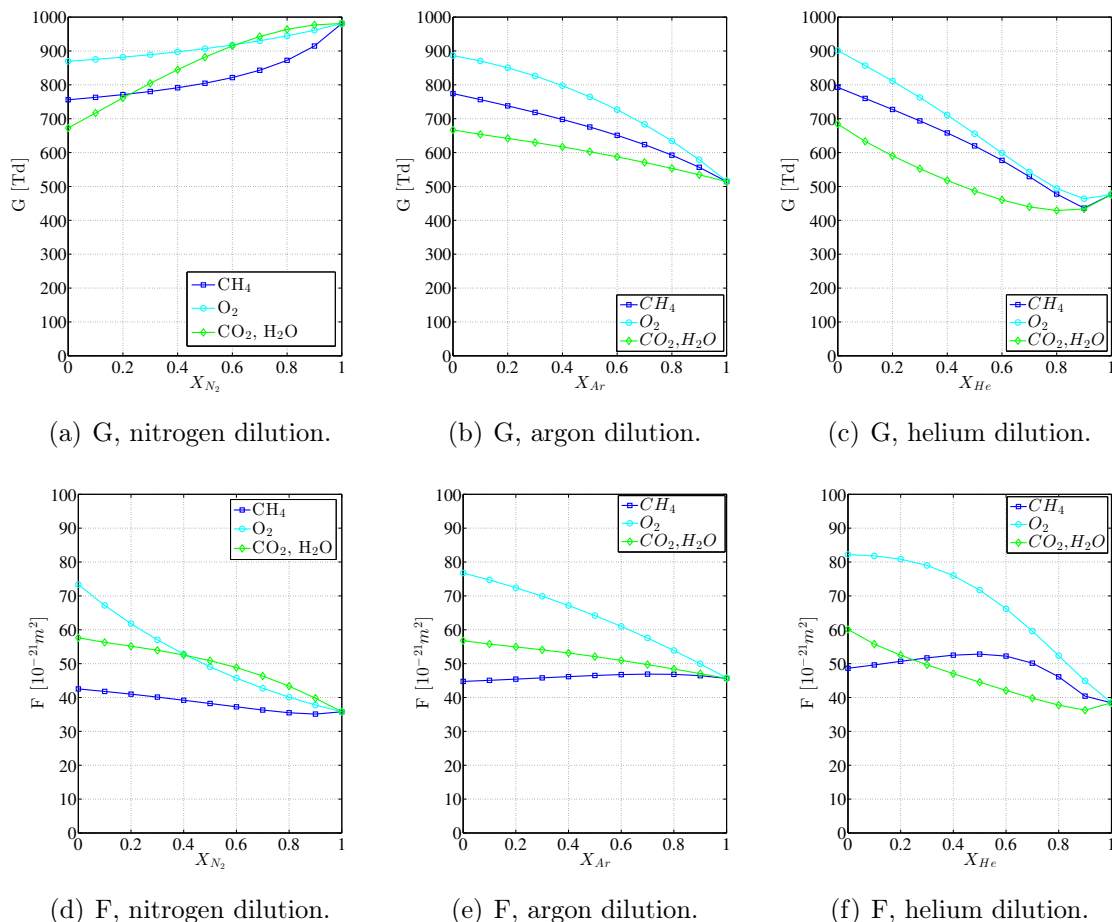 G [Td]
1000
900
800
700
600
500
400
300
200
100
0
CH₄
O₂
CO₂, H₂O
0 0.2 0.4 0.6 0.8 1
X_{N₂}
(a) G, nitrogen dilution.
G [Td]
1000
900
800
700
600
500
400
300
200
100
0
CH₄
O₂
CO₂,H₂O
0 0.2 0.4 0.6 0.8 1
X_{Ar}
(b) G, argon dilution.
G [Td]
1000
900
800
700
600
500
400
300
200
100
0
CH₄
O₂
CO₂,H₂O
0 0.2 0.4 0.6 0.8 1
X_{He}
(c) G, helium dilution.
F [10⁻²¹m²]
100
90
80
70
60
50
40
30
20
10
0
CH₄
O₂
CO₂, H₂O
0 0.2 0.4 0.6 0.8 1
X_{N₂}
(d) F, nitrogen dilution.
F [10⁻²¹m²]
100
90
80
70
60
50
40
30
20
10
0
CH₄
O₂
CO₂,H₂O
0 0.2 0.4 0.6 0.8 1
X_{Ar}
(e) F, argon dilution.
F [10⁻²¹m²]
100
90
80
70
60
50
40
30
20
10
0
CH₄
O₂
CO₂,H₂O
0 0.2 0.4 0.6 0.8 1
X_{He}
(f) F, helium dilution.